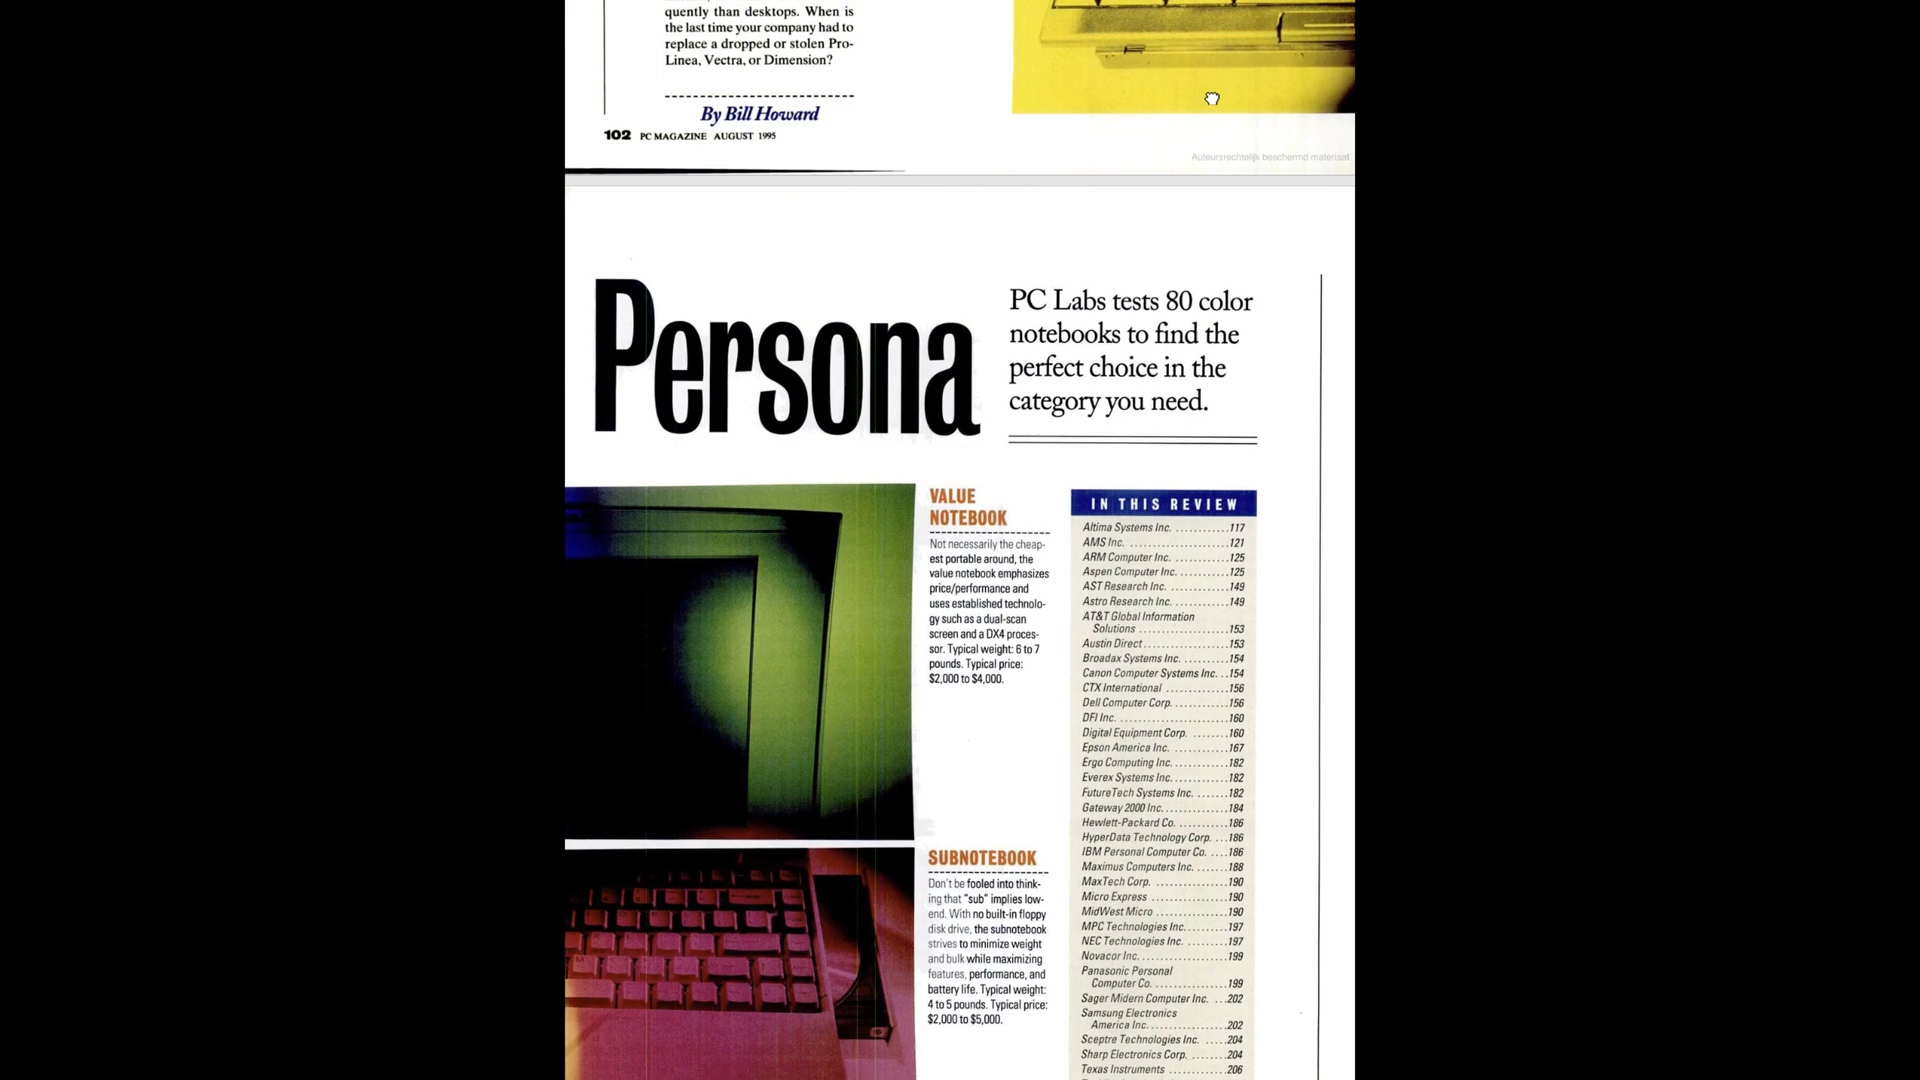 quently than desktops. When is
the last time your company had to
replace a dropped or stolen Pro-
Linea, Vectra, or Dimension?
By Bill Howard
102 PC MAGAZINE AUGUST 1995
Auteursrechtelijk beschermd materiaal
Persona
PC Labs tests 80 color
notebooks to find the
perfect choice in the
category you need.
VALUE
NOTEBOOK
Not necessarily the cheap-
est portable around, the
value notebook emphasizes
price/performance and
uses established technolo-
gy such as a dual-scan
screen and a DX4 proces-
sor. Typical weight: 6 to 7
pounds. Typical price:
$2,000 to $4,000.
SUBNOTEBOOK
Don't be fooled into think-
ing that "sub" implies low-
end. With no built-in floppy
disk drive, the subnotebook
strives to minimize weight
and bulk while maximizing
features, performance, and
battery life. Typical weight:
4 to 5 pounds. Typical price:
$2,000 to $5,000.
IN THIS REVIEW
Altima Systems Inc. ............117
AMS Inc. ......................121
ARM Computer Inc. ............125
Aspen Computer Inc. ...........125
AST Research Inc. .............149
Astro Research Inc. ............149
AT&T Global Information
Solutions ....................153
Austin Direct ..................153
Broadax Systems Inc. ..........154
Canon Computer Systems Inc. ..154
CTX International .............156
Dell Computer Corp. ...........156
DFI Inc. ......................160
Digital Equipment Corp. ........160
Epson America Inc. ............167
Ergo Computing Inc. ...........182
Everex Systems Inc. ...........182
FutureTech Systems Inc. .......182
Gateway 2000 Inc. .............184
Hewlett-Packard Co. ...........186
HyperData Technology Corp. ...186
IBM Personal Computer Co. ....186
Maximus Computers Inc. .......188
MaxTech Corp. ................190
Micro Express .................190
MidWest Micro ................190
MPC Technologies Inc. .........197
NEC Technologies Inc. .........197
Novacor Inc. ..................199
Panasonic Personal
Computer Co. .................199
Sager Midern Computer Inc. ...202
Samsung Electronics
America Inc. ..................202
Sceptre Technologies Inc. .....204
Sharp Electronics Corp. ........204
Texas Instruments .............206